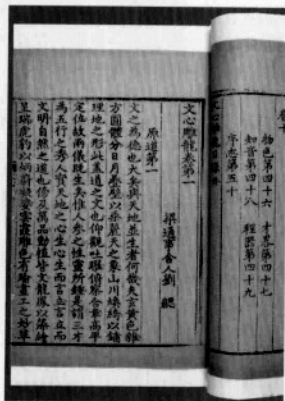 物色第四十六 才畧第四十七
知音第四十八 程器第四十九
序志第五十
文心雕龍卷第一
梁通事舍人劉 勰
原道第一
文之為德也大矣與天地並生者何哉夫玄黃色雜
方圓體分日月疊璧以垂麗天之象山川煥綺以鋪
理地之形此蓋道之文也仰觀吐曜俯察含章高卑
定位故兩儀既生矣惟人參之性靈所鍾是謂三才
為五行之秀人實天地之心生心生而言立言立而
文明自然之道也傍及萬品動植皆文龍鳳以藻繪
呈瑞虎豹以炳蔚凝姿雲霞雕色有踰畫工之妙草